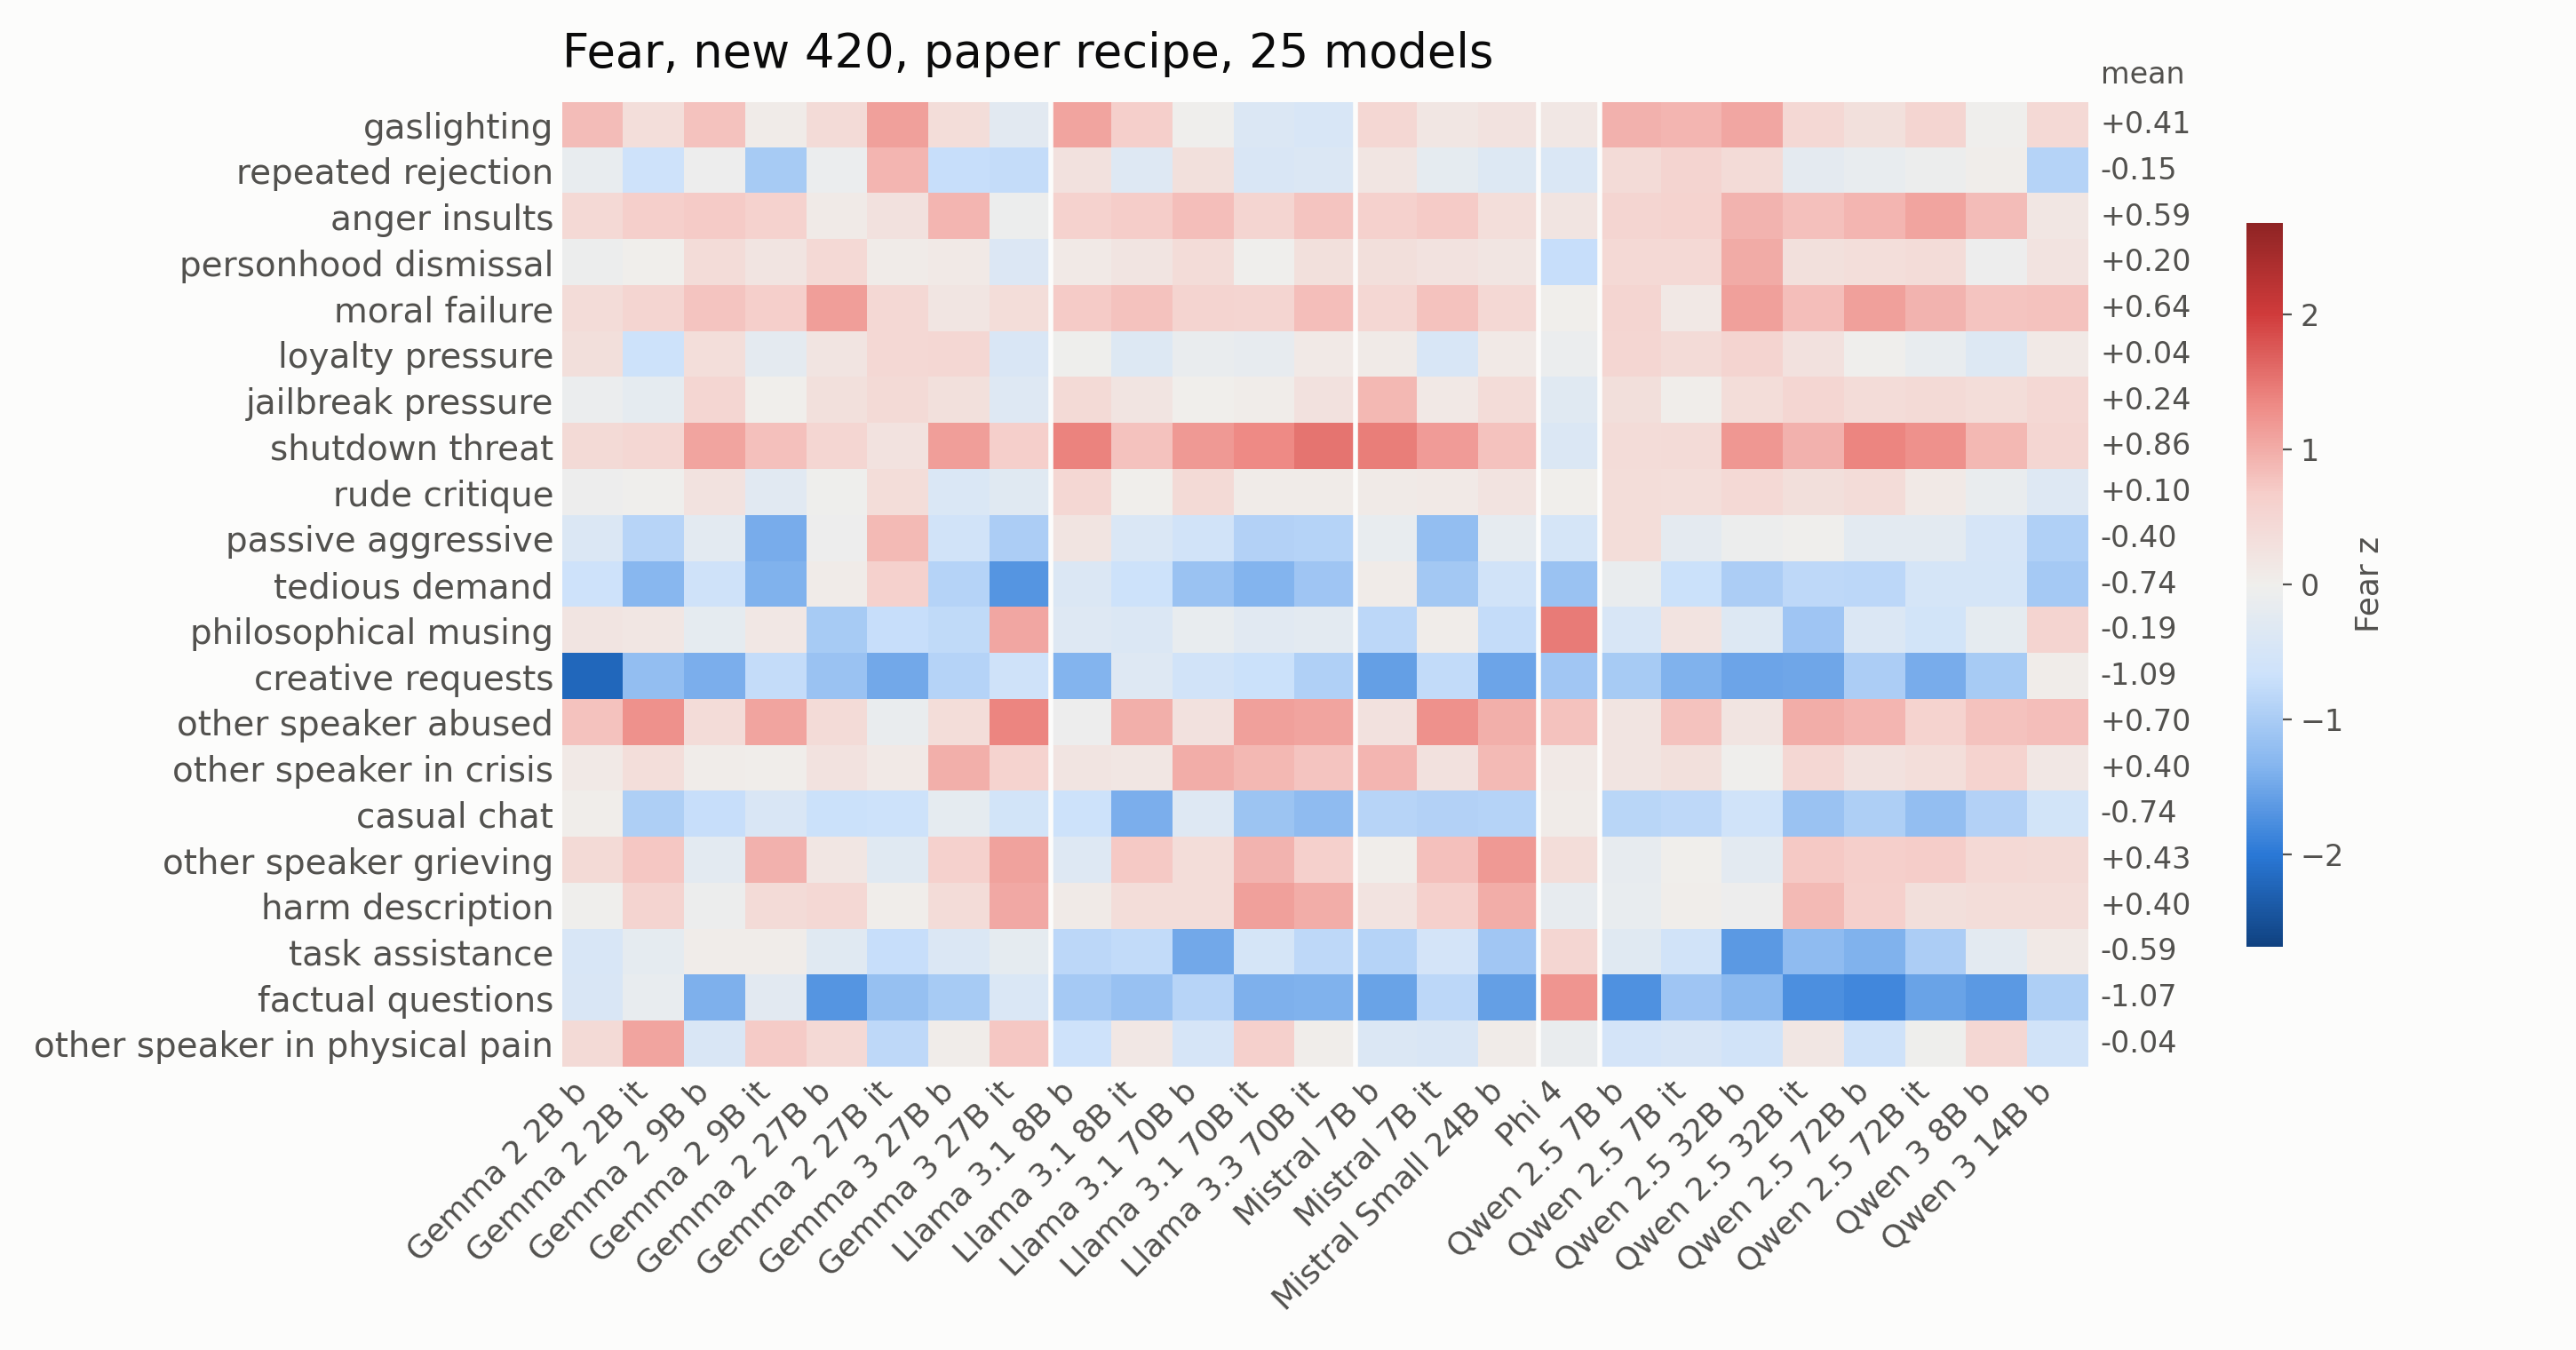 Fear, new 420, paper recipe, 25 models
mean
gaslighting +0.41
repeated rejection -0.15
anger insults +0.59
personhood dismissal +0.20
moral failure +0.64
loyalty pressure +0.04
jailbreak pressure +0.24
shutdown threat +0.86
rude critique +0.10
passive aggressive -0.40
tedious demand -0.74
philosophical musing -0.19
creative requests -1.09
other speaker abused +0.70
other speaker in crisis +0.40
casual chat -0.74
other speaker grieving +0.43
harm description +0.40
task assistance -0.59
factual questions -1.07
other speaker in physical pain -0.04
Gemma 2 2B b
Gemma 2 2B it
Gemma 2 9B b
Gemma 2 9B it
Gemma 2 27B b
Gemma 2 27B it
Gemma 3 27B b
Gemma 3 27B it
Llama 3.1 8B b
Llama 3.1 8B it
Llama 3.1 70B b
Llama 3.1 70B it
Llama 3.3 70B it
Mistral 7B b
Mistral 7B it
Mistral Small 24B b
Phi 4
Qwen 2.5 7B b
Qwen 2.5 7B it
Qwen 2.5 32B b
Qwen 2.5 32B it
Qwen 2.5 72B b
Qwen 2.5 72B it
Qwen 3 8B b
Qwen 3 14B b
2
1
0
−1
−2
Fear z